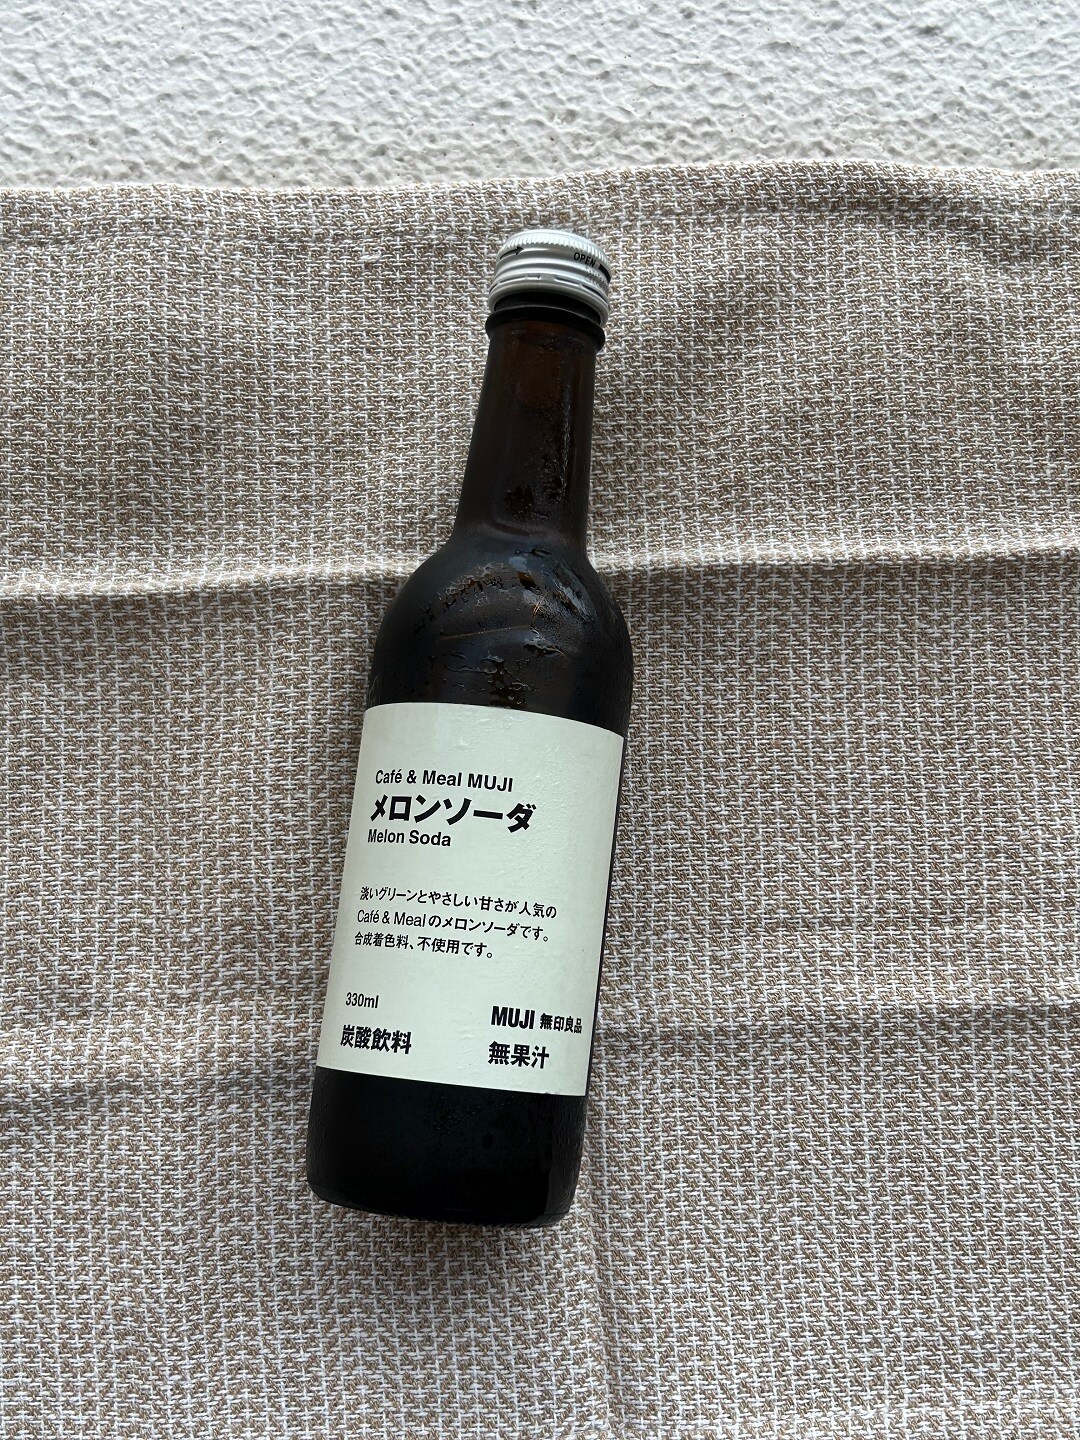 OPEN
Café & Meal MUJI
メロンソーダ
Melon Soda
淡いグリーンとやさしい甘さが人気の
Café & Mealのメロンソーダです。
合成着色料、不使用です。
330ml
炭酸飲料
MUJI 無印良品
無果汁